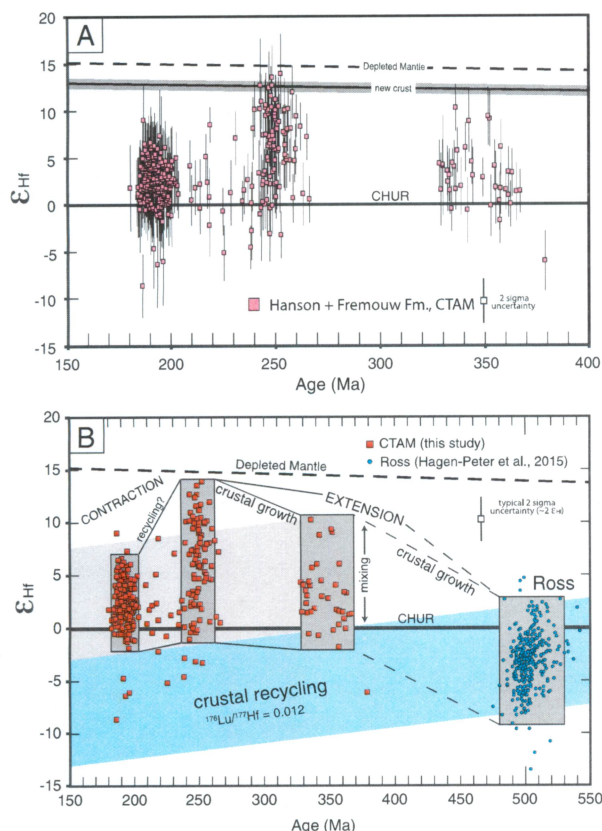 A
20
15
10
5
0
-5
-10
-15
εHf
Depleted Mantle
new crust
CHUR
Hanson + Fremouw Fm., CTAM
2 sigma
uncertainty
150 200 250 300 350 400
Age (Ma)
B
20
15
10
5
0
-5
-10
-15
εHf
CTAM (this study)
Ross (Hagen-Peter et al., 2015)
Depleted Mantle
typical 2 sigma
CONTRACTION
recycling?
crustal growth
EXTENSION
mixing
crustal growth
Ross
CHUR
crustal recycling
¹⁷⁶Lu/¹⁷⁷Hf = 0.012
150 200 250 300 350 400 450 500 550
Age (Ma)